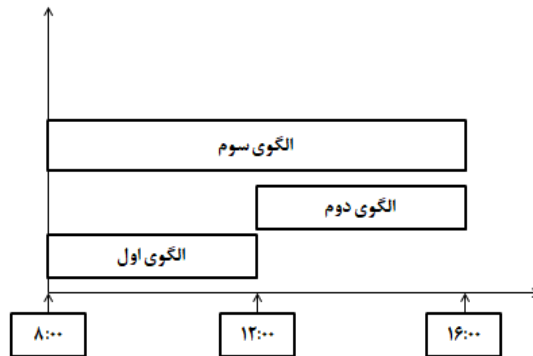 الگوی سوم
الگوی دوم
الگوی اول
۸:۰۰
۱۲:۰۰
۱۶:۰۰